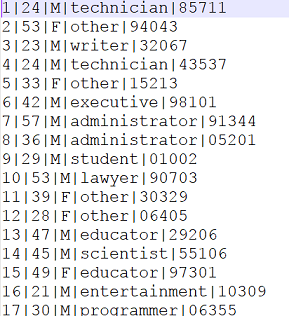 1|24|M|technician|85711
2|53|F|other|94043
3|23|M|writer|32067
4|24|M|technician|43537
5|33|F|other|15213
6|42|M|executive|98101
7|57|M|administrator|91344
8|36|M|administrator|05201
9|29|M|student|01002
10|53|M|lawyer|90703
11|39|F|other|30329
12|28|F|other|06405
13|47|M|educator|29206
14|45|M|scientist|55106
15|49|F|educator|97301
16|21|M|entertainment|10309
17|30|M|programmer|06355